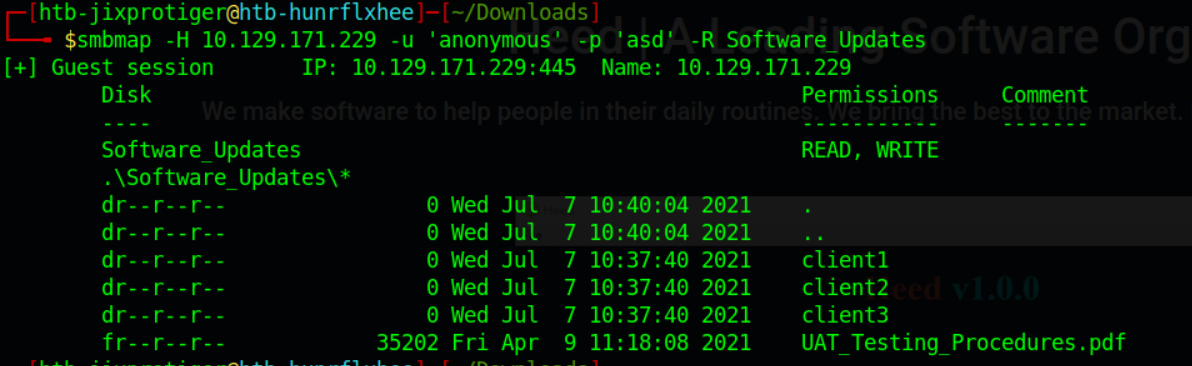 [htb-jixprotiger@htb-hunrflxhee]-[~/Downloads]
$smbmap -H 10.129.171.229 -u 'anonymous' -p 'asd' -R Software_Updates
[+] Guest session IP: 10.129.171.229:445 Name: 10.129.171.229
Disk Permissions Comment
---- ----------- -------
We make software to help people in their daily routines. We bring the best to the market.
Software_Updates READ, WRITE
.\Software_Updates\*
dr--r--r-- 0 Wed Jul 7 10:40:04 2021 .
dr--r--r-- 0 Wed Jul 7 10:40:04 2021 ..
dr--r--r-- 0 Wed Jul 7 10:37:40 2021 client1
dr--r--r-- 0 Wed Jul 7 10:37:40 2021 client2
eed v1.0.0
dr--r--r-- 0 Wed Jul 7 10:37:40 2021 client3
fr--r--r-- 35202 Fri Apr 9 11:18:08 2021 UAT_Testing_Procedures.pdf
[htb-jixprotiger@htb-hunrflxhee]-[~/Downloads]